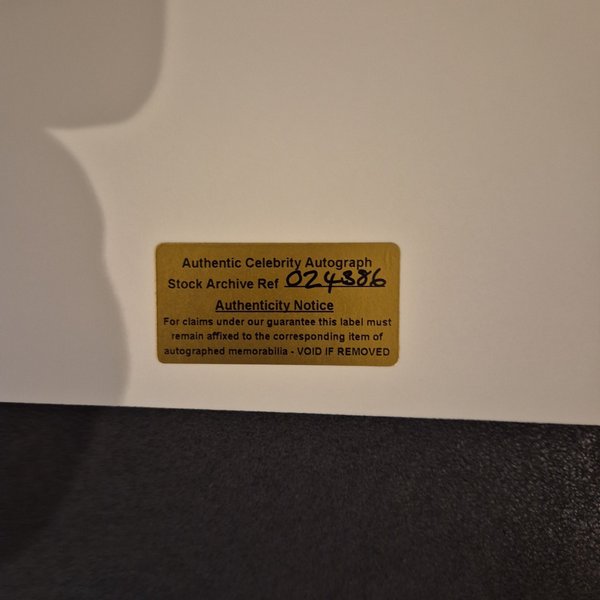 Authentic Celebrity Autograph
Stock Archive Ref 024386
Authenticity Notice
For claims under our guarantee this label must
remain affixed to the corresponding item of
autographed memorabilia - VOID IF REMOVED